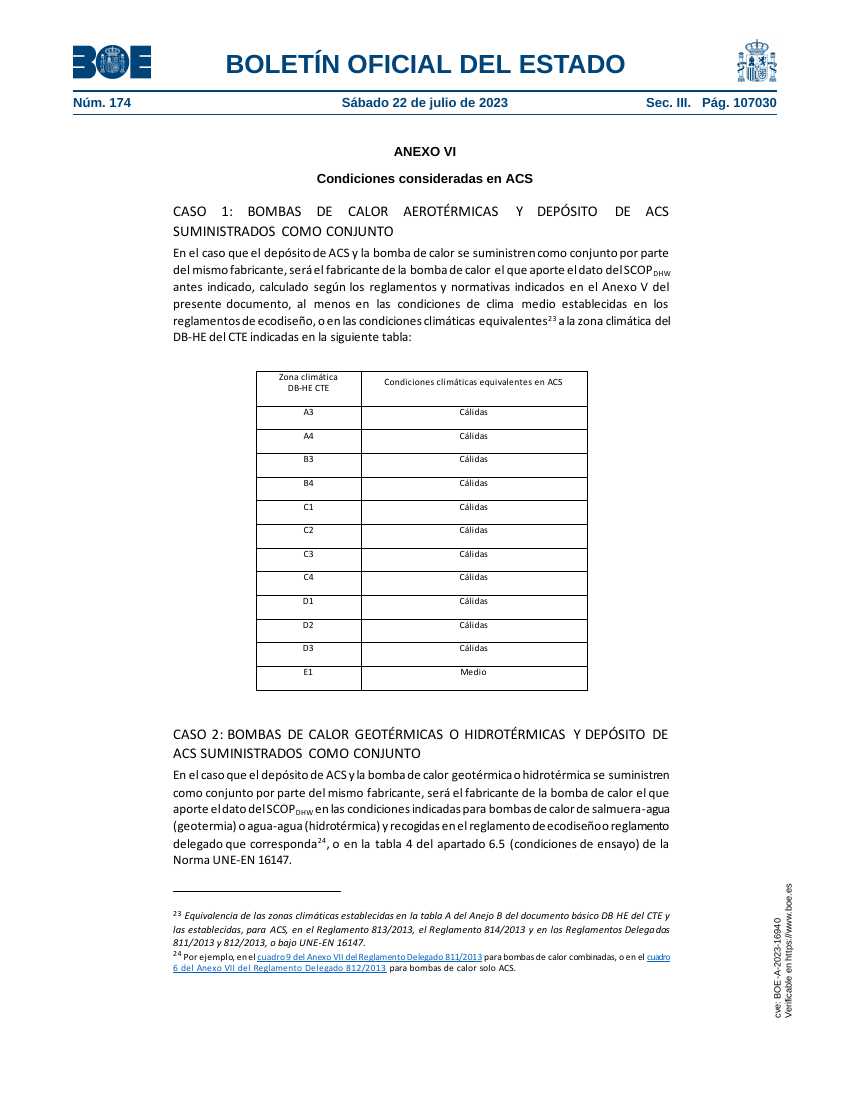 BOE
BOLETÍN OFICIAL DEL ESTADO
Núm. 174
Sábado 22 de julio de 2023
Sec. III. Pág. 107030
ANEXO VI
Condiciones consideradas en ACS
CASO 1: BOMBAS DE CALOR AEROTÉRMICAS Y DEPÓSITO DE ACS
SUMINISTRADOS COMO CONJUNTO
En el caso que el depósito de ACS y la bomba de calor se suministren como conjunto por parte
del mismo fabricante, será el fabricante de la bomba de calor el que aporte el dato del SCOPDHW
antes indicado, calculado según los reglamentos y normativas indicados en el Anexo V del
presente documento, al menos en las condiciones de clima medio establecidas en los
reglamentos de ecodiseño, o en las condiciones climáticas equivalentes23 a la zona climática del
DB-HE del CTE indicadas en la siguiente tabla:
Zona climática
DB-HE CTE
Condiciones climáticas equivalentes en ACS
A3 Cálidas
A4 Cálidas
B3 Cálidas
B4 Cálidas
C1 Cálidas
C2 Cálidas
C3 Cálidas
C4 Cálidas
D1 Cálidas
D2 Cálidas
D3 Cálidas
E1 Medio
CASO 2: BOMBAS DE CALOR GEOTÉRMICAS O HIDROTÉRMICAS Y DEPÓSITO DE
ACS SUMINISTRADOS COMO CONJUNTO
En el caso que el depósito de ACS y la bomba de calor geotérmica o hidrotérmica se suministren
como conjunto por parte del mismo fabricante, será el fabricante de la bomba de calor el que
aporte el dato del SCOPDHW en las condiciones indicadas para bombas de calor de salmuera-agua
(geotermia) o agua-agua (hidrotérmica) y recogidas en el reglamento de ecodiseño o reglamento
delegado que corresponda24, o en la tabla 4 del apartado 6.5 (condiciones de ensayo) de la
Norma UNE-EN 16147.
23 Equivalencia de las zonas climáticas establecidas en la tabla A del Anejo B del documento básico DB HE del CTE y
las establecidas, para ACS, en el Reglamento 813/2013, el Reglamento 814/2013 y en los Reglamentos Delegados
811/2013 y 812/2013, o bajo UNE-EN 16147.
24 Por ejemplo, en el cuadro 9 del Anexo VII del Reglamento Delegado 811/2013 para bombas de calor combinadas, o en el cuadro
6 del Anexo VII del Reglamento Delegado 812/2013 para bombas de calor solo ACS.
cve: BOE-A-2023-16940
Verificable en https://www.boe.es